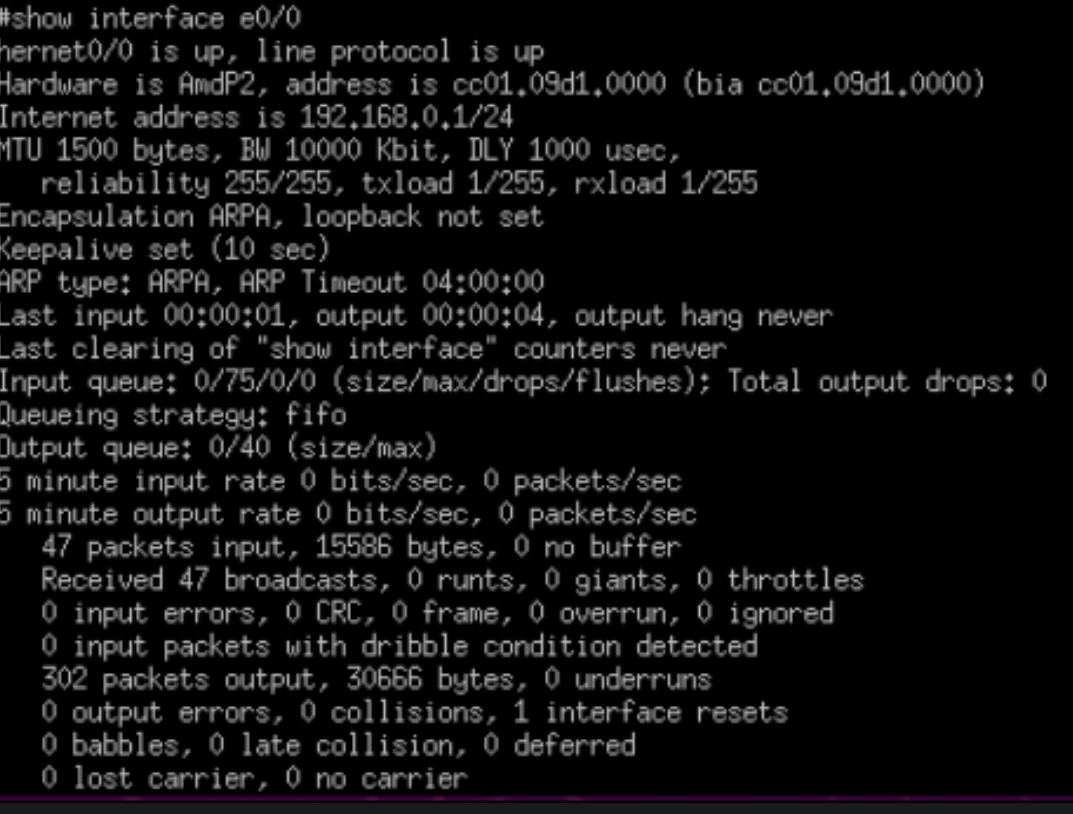 #show interface e0/0
hernet0/0 is up, line protocol is up
Hardware is AmdP2, address is cc01.09d1.0000 (bia cc01.09d1.0000)
Internet address is 192.168.0.1/24
MTU 1500 bytes, BW 10000 Kbit, DLY 1000 usec,
reliability 255/255, txload 1/255, rxload 1/255
Encapsulation ARPA, loopback not set
Keepalive set (10 sec)
ARP type: ARPA, ARP Timeout 04:00:00
Last input 00:00:01, output 00:00:04, output hang never
Last clearing of "show interface" counters never
Input queue: 0/75/0/0 (size/max/drops/flushes); Total output drops: 0
Queueing strategy: fifo
Output queue: 0/40 (size/max)
5 minute input rate 0 bits/sec, 0 packets/sec
5 minute output rate 0 bits/sec, 0 packets/sec
47 packets input, 15586 bytes, 0 no buffer
Received 47 broadcasts, 0 runts, 0 giants, 0 throttles
0 input errors, 0 CRC, 0 frame, 0 overrun, 0 ignored
0 input packets with dribble condition detected
302 packets output, 30666 bytes, 0 underruns
0 output errors, 0 collisions, 1 interface resets
0 babbles, 0 late collision, 0 deferred
0 lost carrier, 0 no carrier